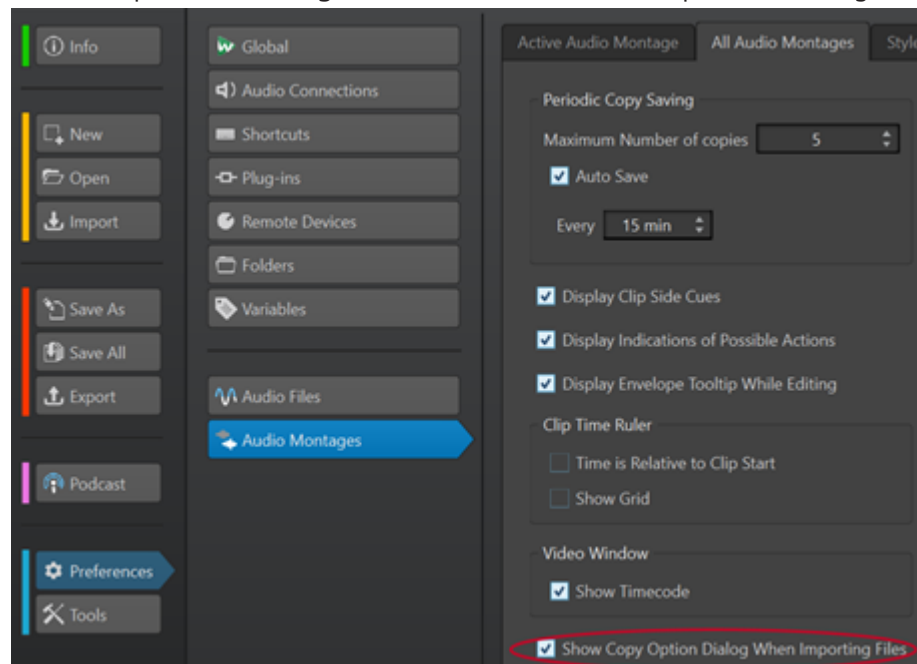 Info
New
Open
Import
Save As
Save All
Export
Podcast
Preferences
Tools
Global
Audio Connections
Shortcuts
Plug-ins
Remote Devices
Folders
Variables
Audio Files
Audio Montages
Active Audio Montage All Audio Montages Style
Periodic Copy Saving
Maximum Number of copies 5
Auto Save
Every 15 min
Display Clip Side Cues
Display Indications of Possible Actions
Display Envelope Tooltip While Editing
Clip Time Ruler
Time is Relative to Clip Start
Show Grid
Video Window
Show Timecode
Show Copy Option Dialog When Importing Files